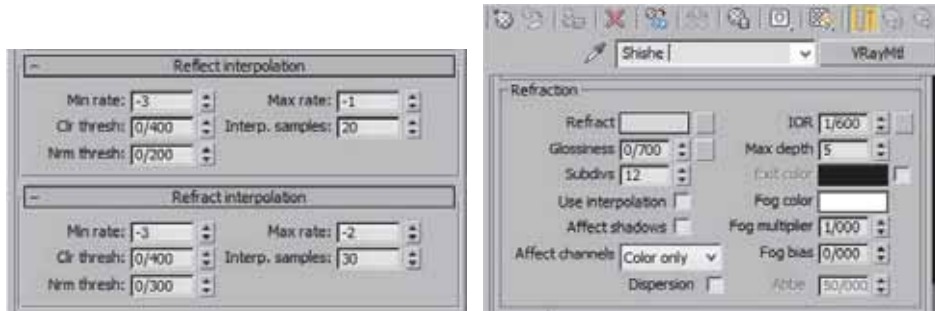 Reflect interpolation
Min rate: -3 Max rate: -1
Clr thresh: 0/400 Interp. samples: 20
Nrm thresh: 0/200
Refract interpolation
Min rate: -3 Max rate: -2
Clr thresh: 0/400 Interp. samples: 30
Nrm thresh: 0/300
Shishe VRayMtl
Refraction
Refract IOR 1/600
Glossiness 0/700 Max depth 5
Subdivs 12 Exit color
Use interpolation Fog color
Affect shadows Fog multiplier 1/000
Affect channels Color only Fog bias 0/000
Dispersion Abbe 50/000